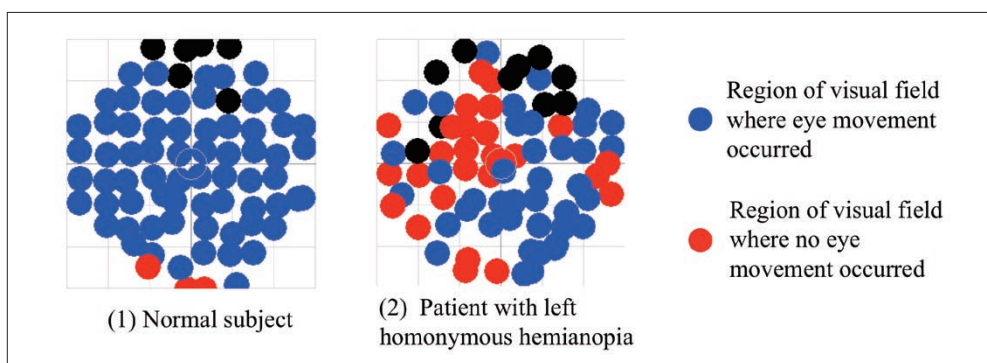 Region of visual field
where eye movement
occurred
Region of visual field
where no eye
movement occurred
(1) Normal subject
(2) Patient with left
homonymous hemianopia